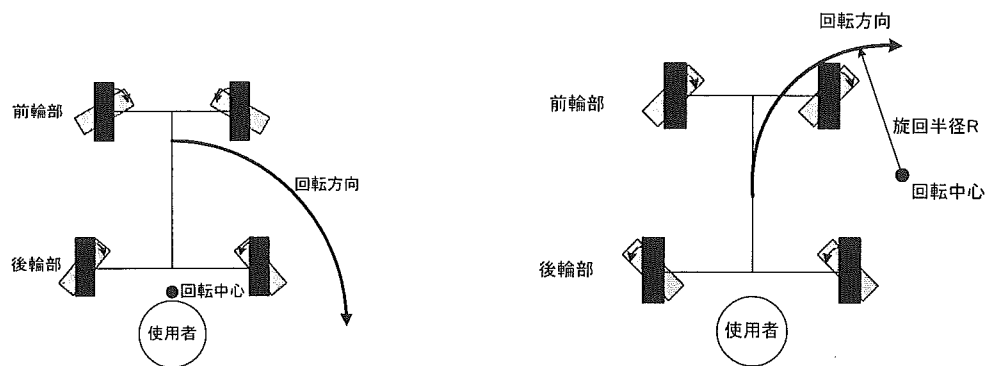 前輪部
回転方向
後輪部
回転中心
使用者
回転方向
前輪部
旋回半径R
回転中心
後輪部
使用者